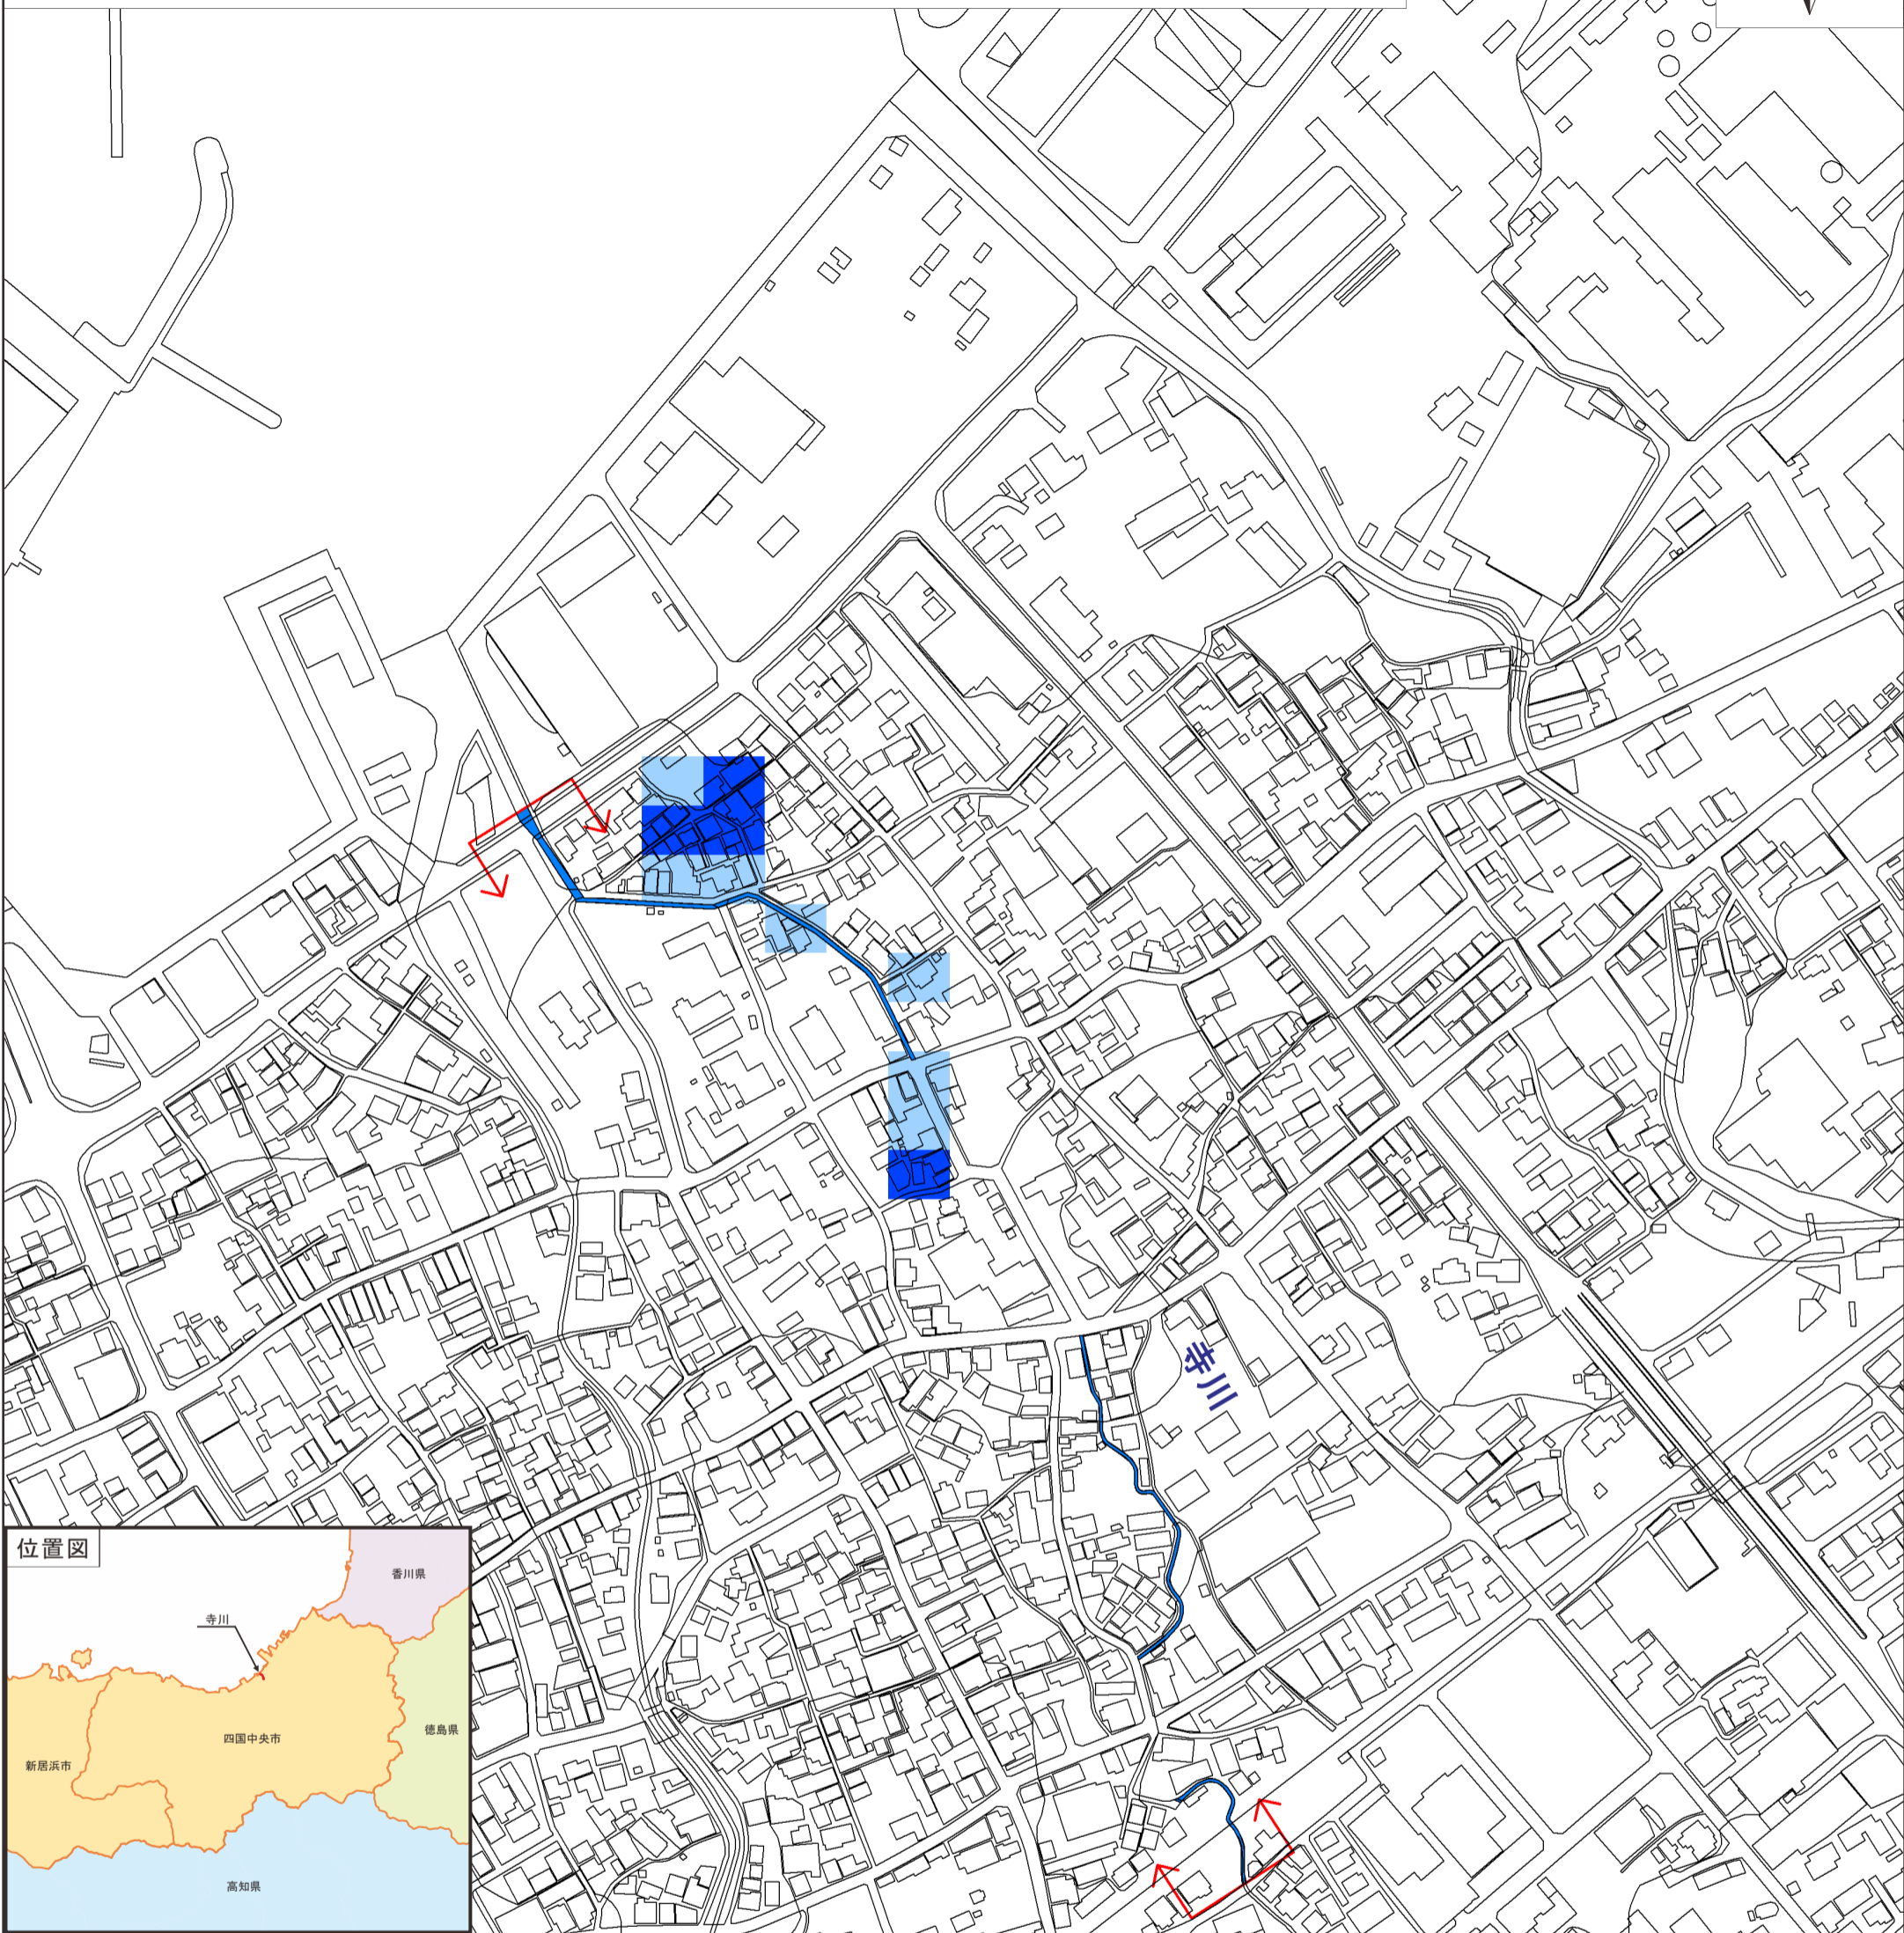 寺川
位置図
香川県
寺川
徳島県
四国中央市
新居浜市
高知県